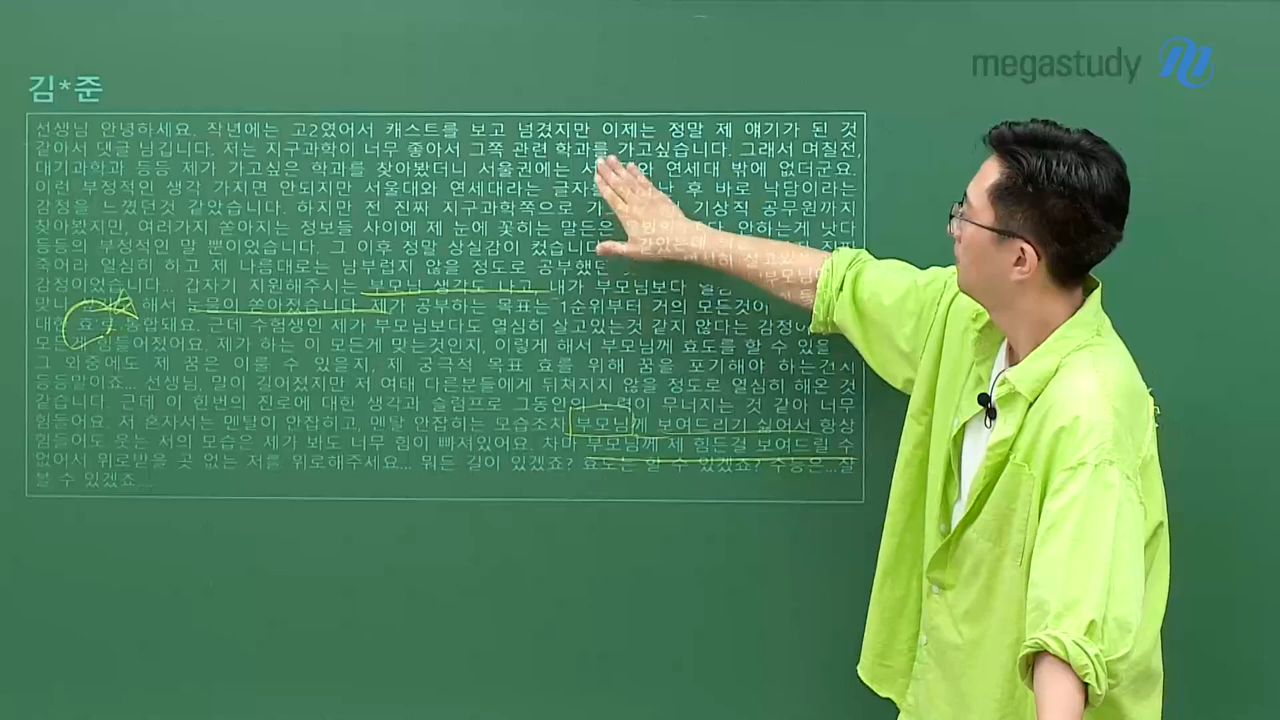 megastudy
김*준
선생님 안녕하세요. 작년에는 고2였어서 캐스트를 보고 넘겼지만 이제는 정말 제 얘기가 된 것
같아서 댓글 남깁니다. 저는 지구과학이 너무 좋아서 그쪽 관련 학과를 가고싶습니다. 그래서 며칠전,
대기과학과 등등 제가 가고싶은 학과를 찾아봤더니 서울권에는 연세대 밖에 없더군요.
이런 부정적인 생각 가지면 안되지만 서울대와 연세대라는 후 바로 낙담이라는
감정을 느꼈던것 같았습니다. 하지만 전 진짜 지구과학쪽으로 기상직 공무원까지
찾아봤지만, 여러가지 쏟아지는 정보들 사이에 제 눈에 꽃히는 말든은 안하는게 낫다
등등의 부정적인 말 뿐이었습니다. 그 이후 정말 상실감이 컸습니다
죽어라 열심히 하고 제 나름대로는 남부럽지 않을 정도로 공부했던
감정이었습니다... 갑자기 지원해주시는 부모님 생각도 나고 내가 부모님보다
맞나 해서 눈물이 쏟아졌습니다 공부하는 목표는 1순위부터 거의 모든것이
대한 효도 통합돼요. 근데 수험생인 제가 부모님보다도 열심히 살고있는것 같지 않다는
힘들어졌어요. 제가 하는 이 모든게 맞는것인지, 이렇게 해서 부모님께 효도를 할 수
그 와중에도 제 꿈은 이룰 수 있을지, 제 궁극적 목표 효를 위해 꿈을 포기해야 하는건지
등등말이죠... 선생님, 말이 길어졌지만 저 여태 다른분들에게 뒤쳐지지 않을 정도로 열심히 해온 것
같습니다. 근데 이 한번의 진로에 대한 생각과 슬럼프로 그동안의 노력이 무너지는 것 같아 너무
힘들어요. 저 혼자서는 멘탈이 안잡히고, 멘탈 안잡히는 모습조차 부모님께 보여드리기 싫어서 항상
힘들어도 웃는 저의 모습은 제가 봐도 너무 힘이 빠져있어요. 차마 부모님께 제 힘든걸 보여드릴 수
없어서 위로받을 곳 없는 저를 위로해주세요... 뭐든 길이 있겠죠? 효도는 할 수 있겠죠? 수능은...잘
볼 수 있겠죠....